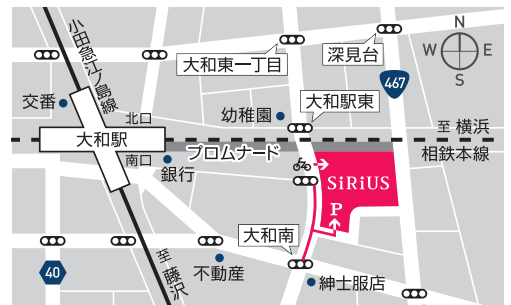 小田急江ノ島線
大和東一丁目
深見台
N
W
E
S
467
交番
北口
幼稚園
大和駅東
至 横浜
大和駅
プロムナード
相鉄本線
南口
銀行
SiRiUS
P
大和南
40
至 藤沢
不動産
紳士服店